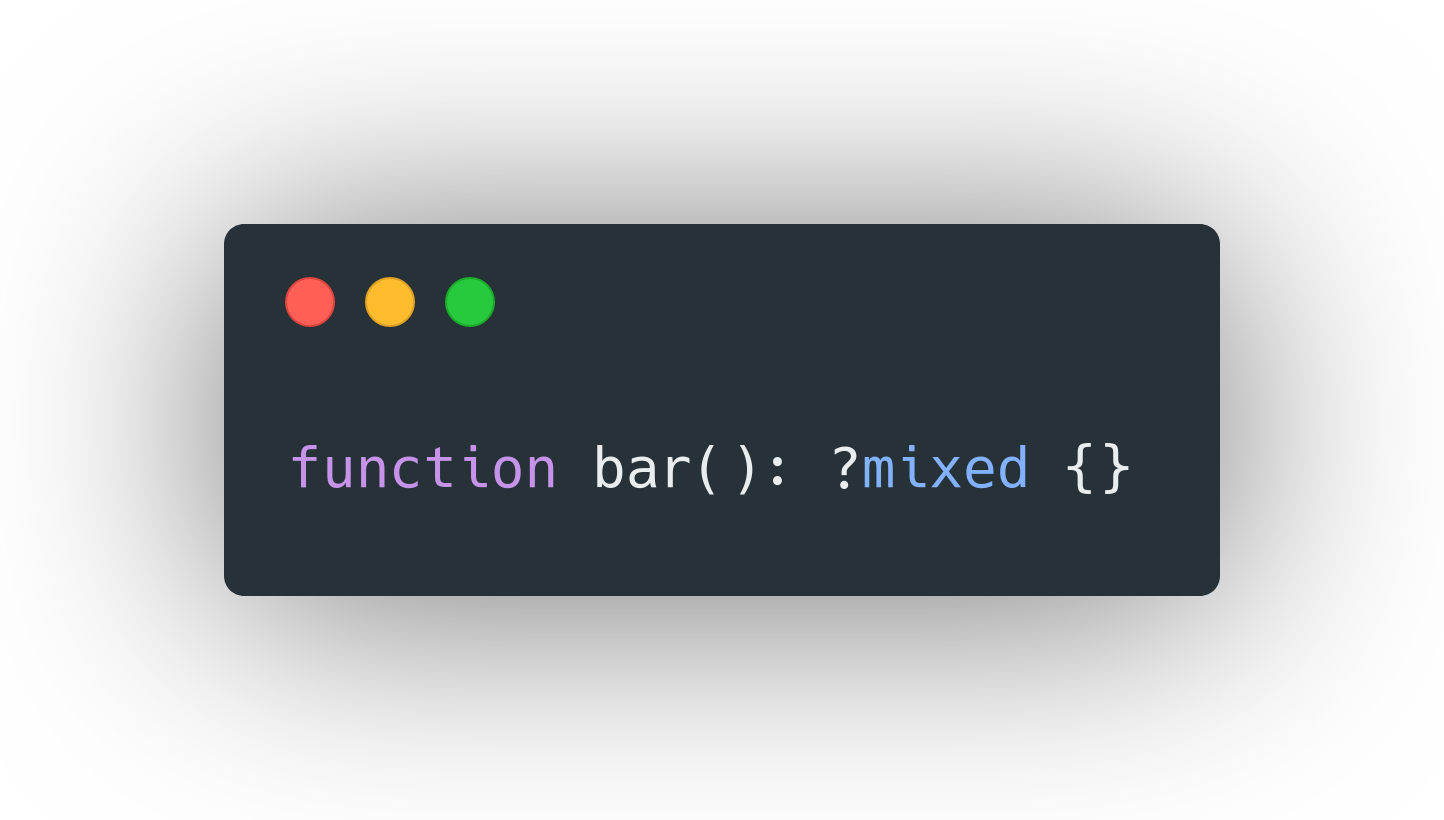 function bar(): ?mixed {}